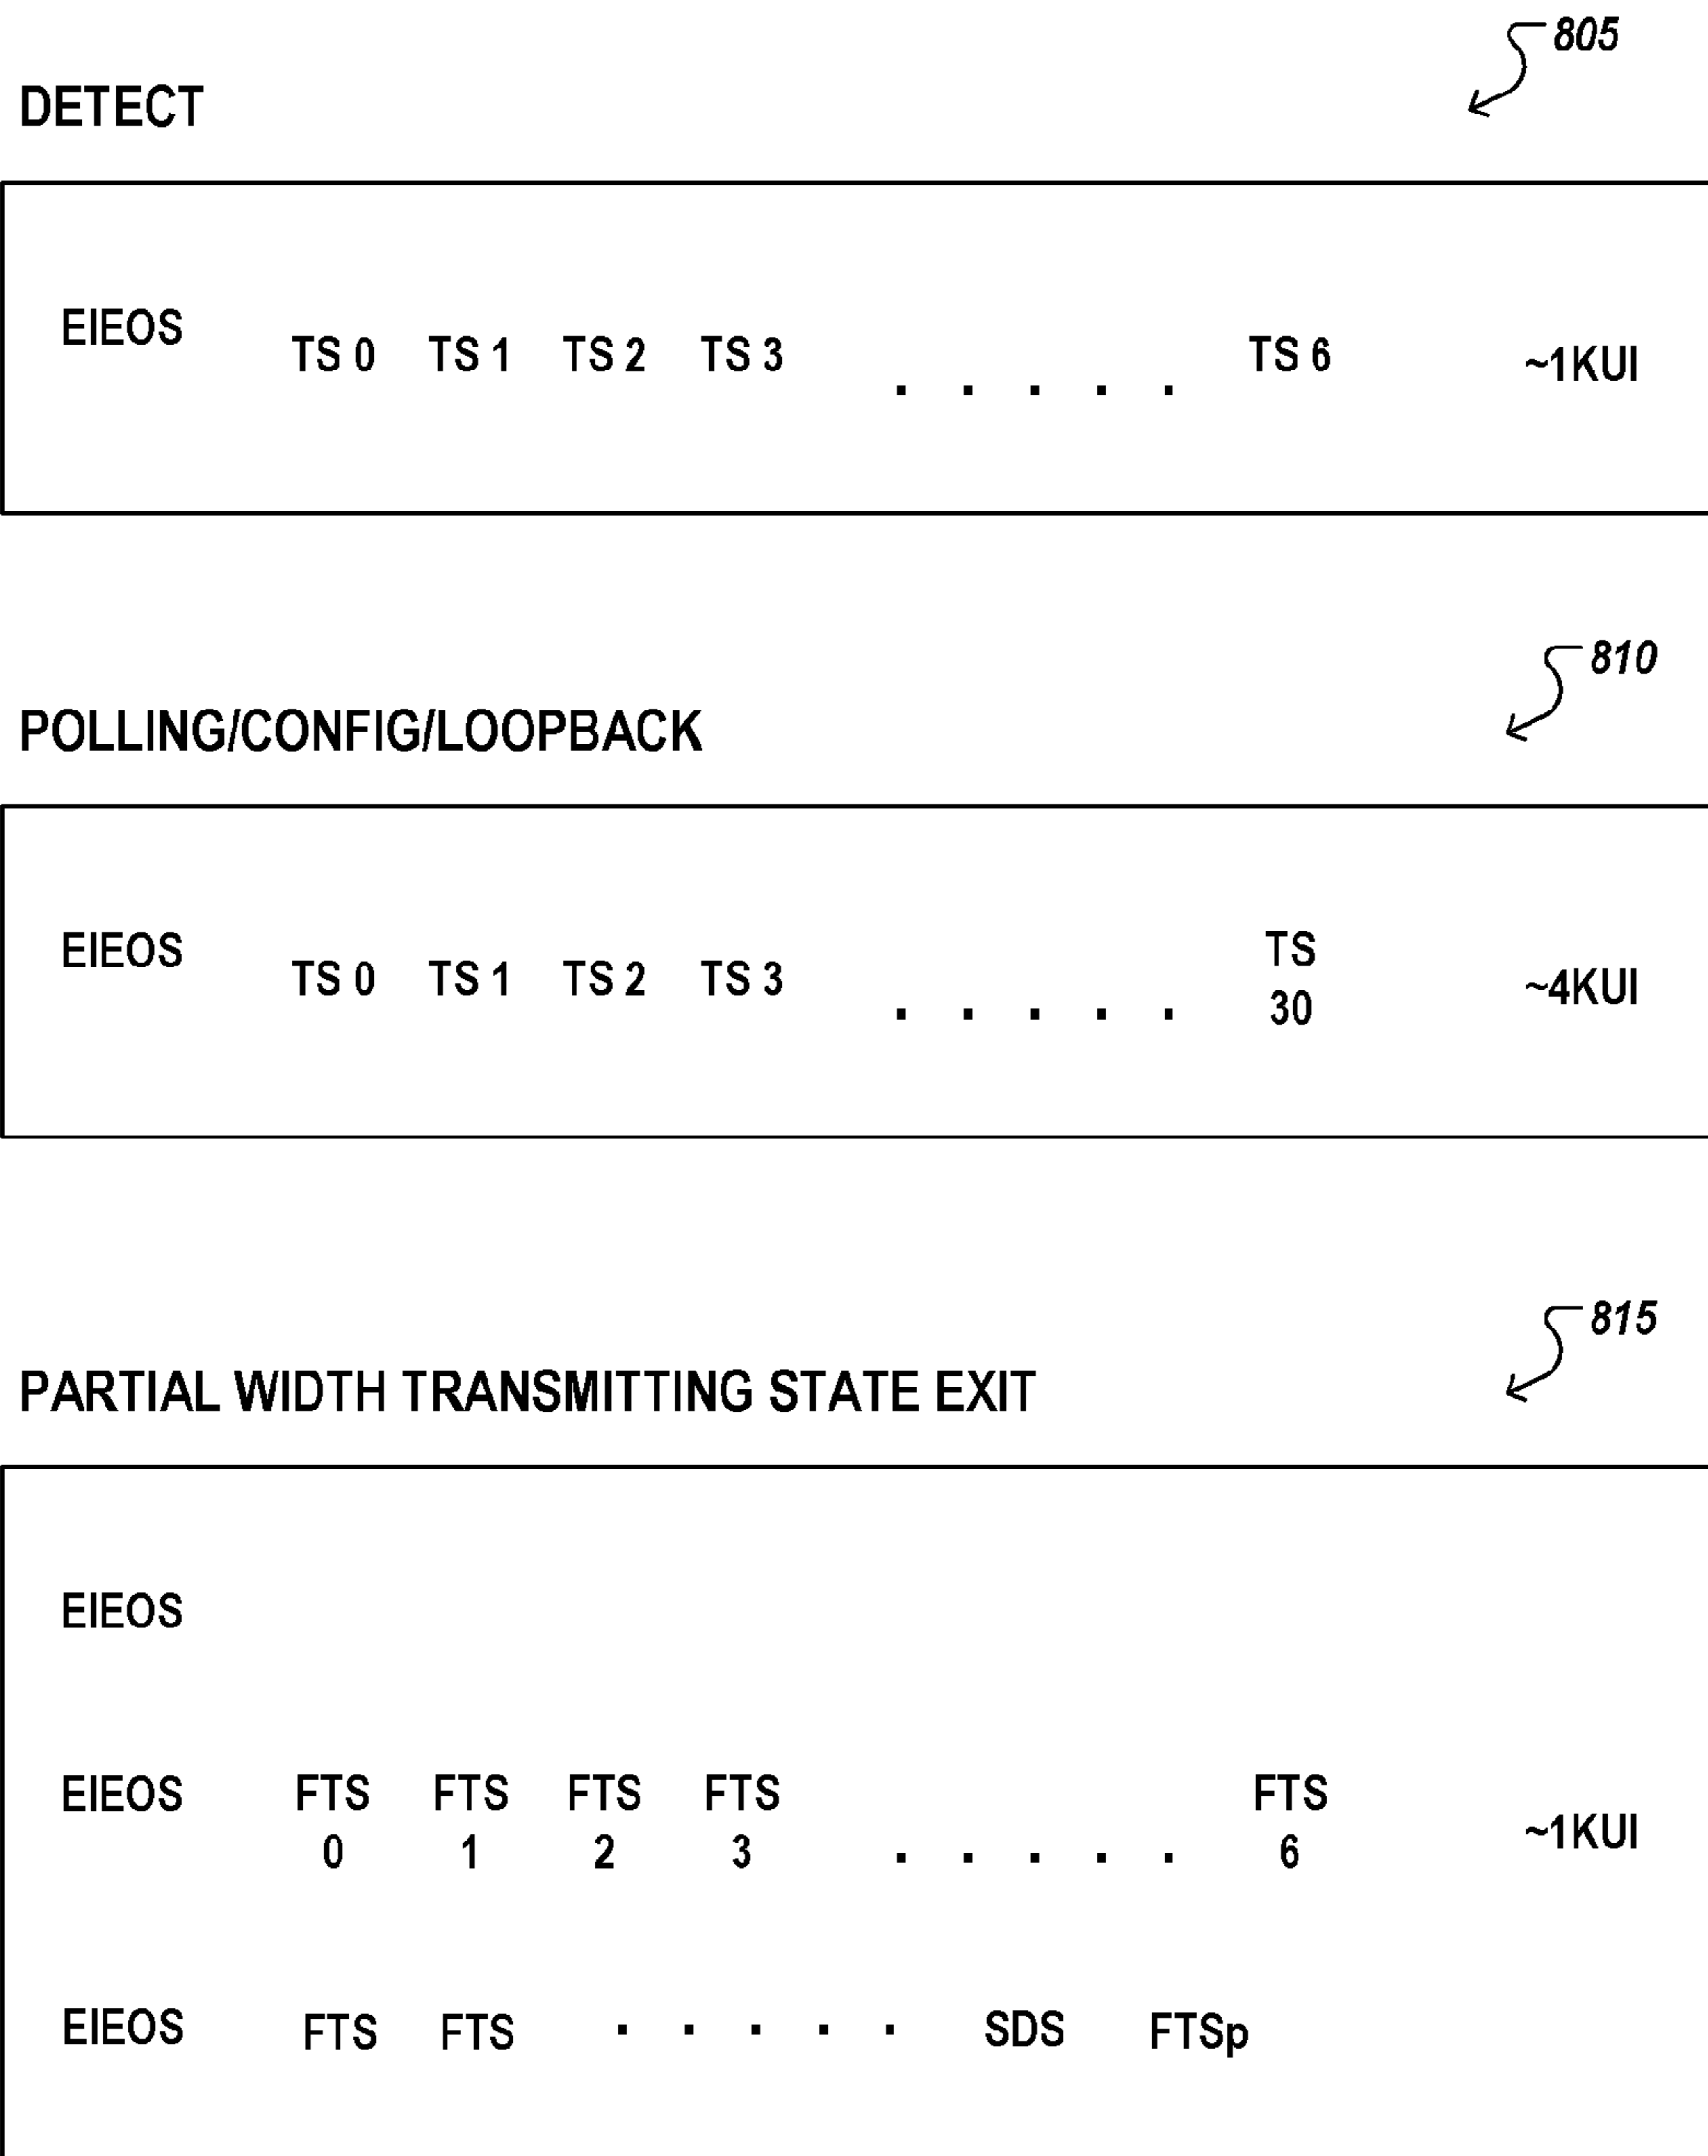 805
DETECT
EIEOS TS 0 TS 1 TS 2 TS 3 . . . . . TS 6 ~1KUI
810
POLLING/CONFIG/LOOPBACK
EIEOS TS 0 TS 1 TS 2 TS 3 . . . . . TS 30 ~4KUI
815
PARTIAL WIDTH TRANSMITTING STATE EXIT
EIEOS
EIEOS FTS 0 FTS 1 FTS 2 FTS 3 . . . . . FTS 6 ~1KUI
EIEOS FTS FTS . . . . . SDS FTSp